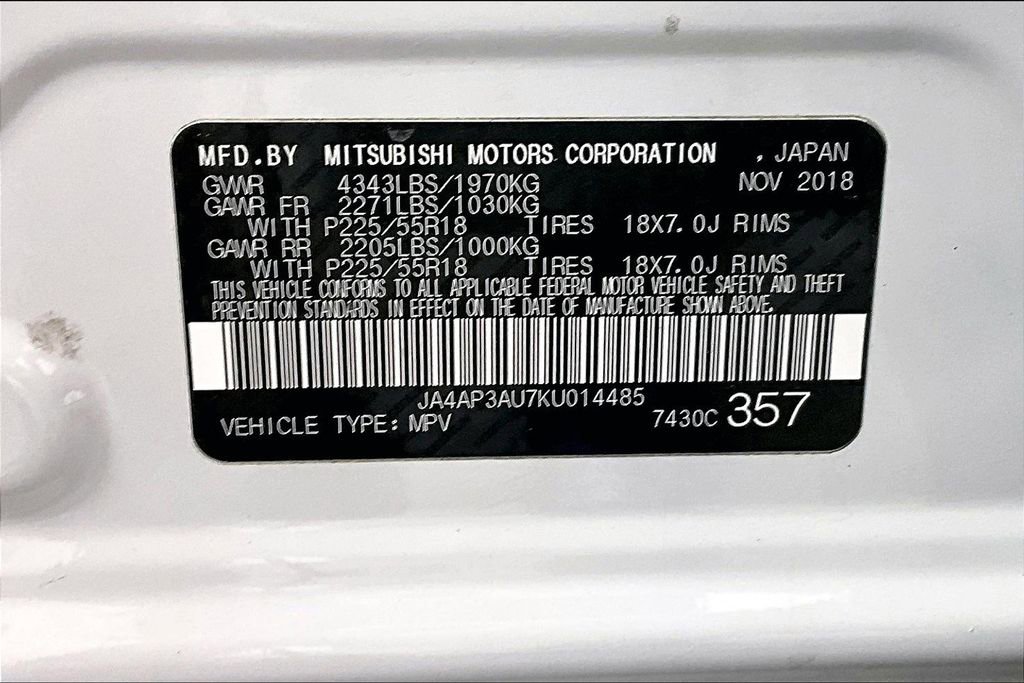 MFD.BY MITSUBISHI MOTORS CORPORATION , JAPAN
GVWR 4343LBS/1970KG NOV 2018
GAWR FR 2271LBS/1030KG
WITH P225/55R18 TIRES 18X7.0J RIMS
GAWR RR 2205LBS/1000KG
WITH P225/55R18 TIRES 18X7.0J RIMS
THIS VEHICLE CONFORMS TO ALL APPLICABLE FEDERAL MOTOR VEHICLE SAFETY AND THEFT
PREVENTION STANDARDS IN EFFECT ON THE DATE OF MANUFACTURE SHOWN ABOVE.
JA4AP3AU7KU014485
VEHICLE TYPE: MPV 7430C 357